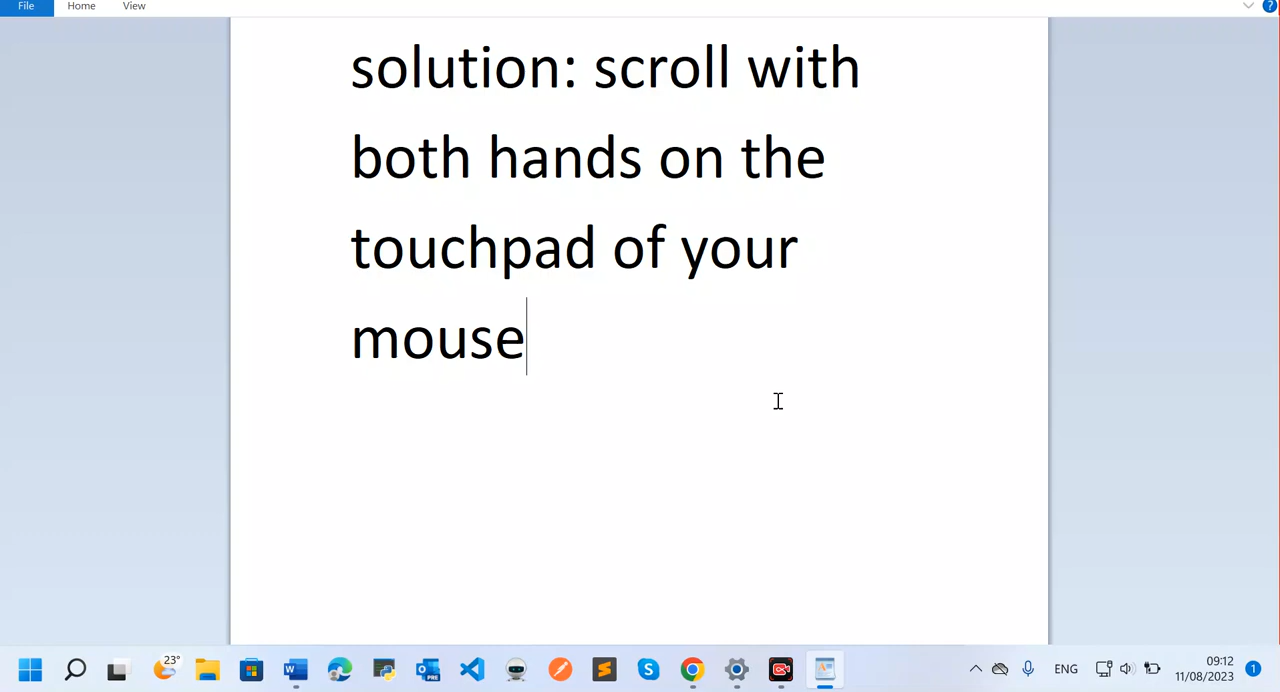 File Home View
solution: scroll with
both hands on the
touchpad of your
mouse
23°
W
PRE
S
S
ENG
09:12
11/08/2023
1